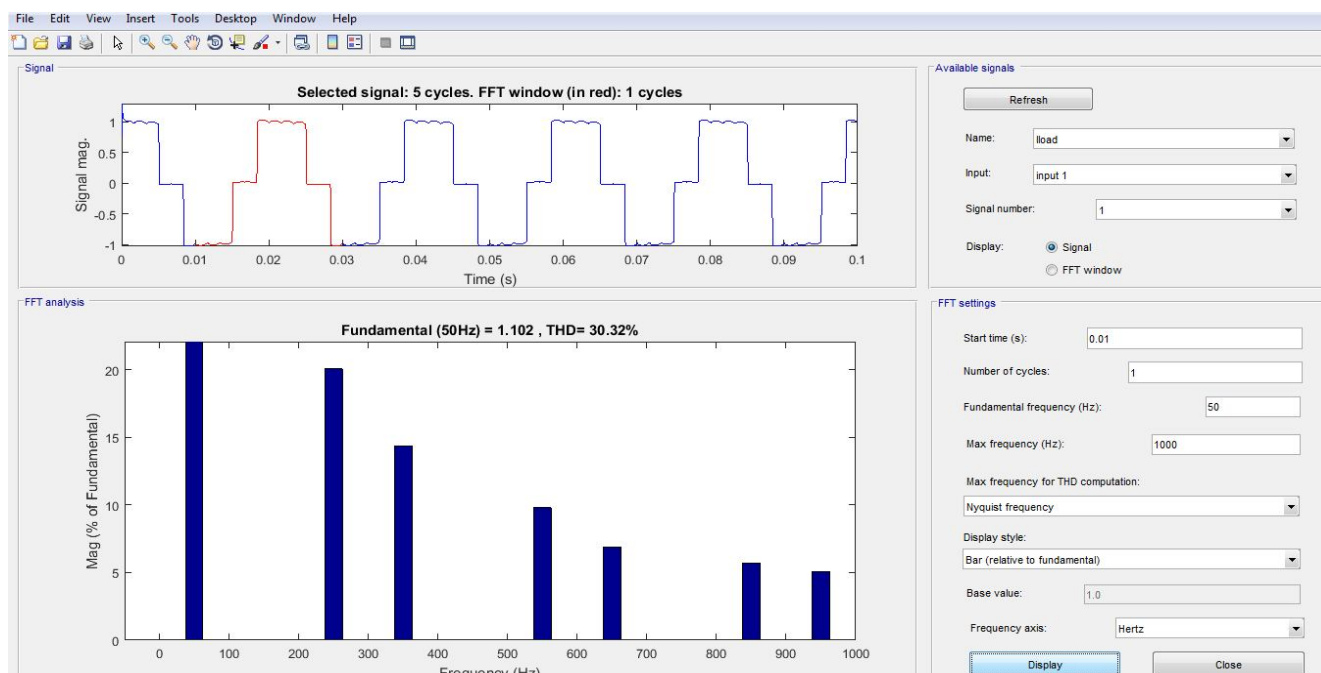 File Edit View Insert Tools Desktop Window Help
Signal
Selected signal: 5 cycles. FFT window (in red): 1 cycles
Signal mag.
1
0.5
0
-0.5
-1
0 0.01 0.02 0.03 0.04 0.05 0.06 0.07 0.08 0.09 0.1
Time (s)
FFT analysis
Fundamental (50Hz) = 1.102 , THD= 30.32%
Mag (% of Fundamental)
20
15
10
5
0
0 100 200 300 400 500 600 700 800 900 1000
Frequency (Hz)
Available signals
Refresh
Name: Iload
Input: input 1
Signal number: 1
Display: Signal
FFT window
FFT settings
Start time (s): 0.01
Number of cycles: 1
Fundamental frequency (Hz): 50
Max frequency (Hz): 1000
Max frequency for THD computation:
Nyquist frequency
Display style:
Bar (relative to fundamental)
Base value: 1.0
Frequency axis: Hertz
Display Close